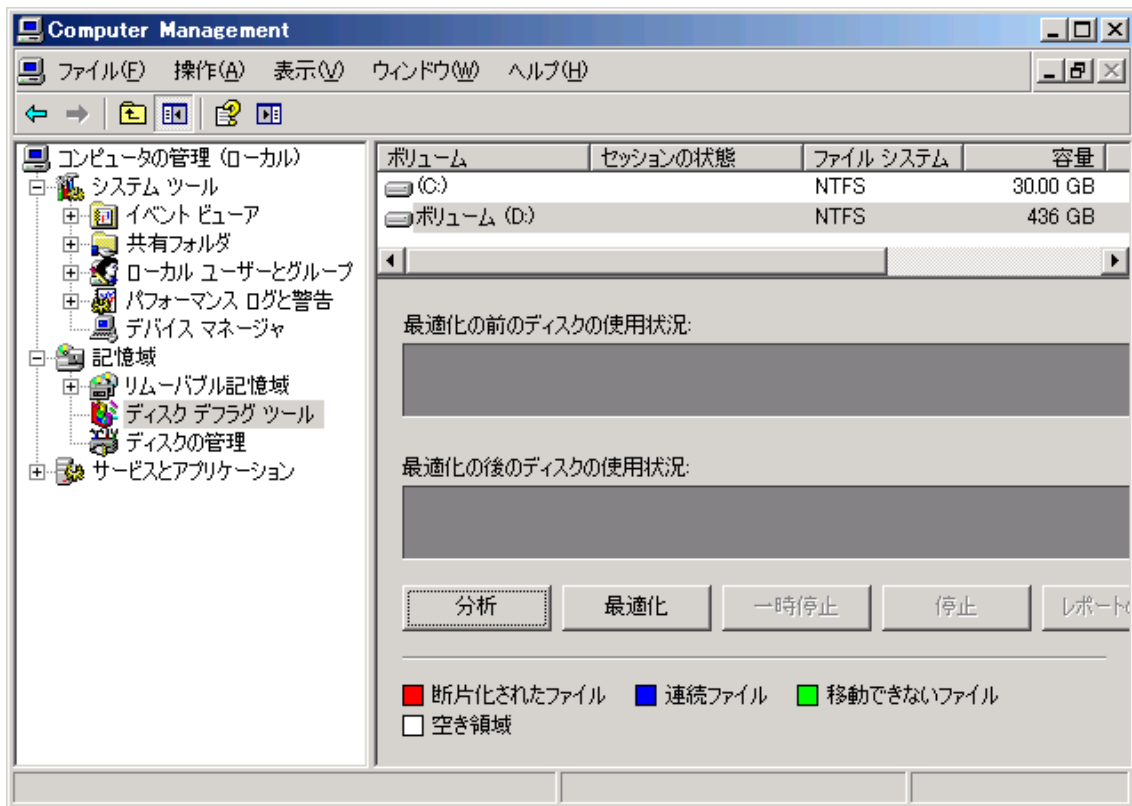 Computer Management
ファイル(F) 操作(A) 表示(V) ウィンドウ(W) ヘルプ(H)
コンピュータの管理 (ローカル)
システム ツール
イベント ビューア
共有フォルダ
ローカル ユーザーとグループ
パフォーマンス ログと警告
デバイス マネージャ
記憶域
リムーバブル記憶域
ディスク デフラグ ツール
ディスクの管理
サービスとアプリケーション
ボリューム セッションの状態 ファイル システム 容量
(C:) NTFS 30.00 GB
ボリューム (D:) NTFS 436 GB
最適化の前のディスクの使用状況:
最適化の後のディスクの使用状況:
分析 最適化 一時停止 停止 レポート
断片化されたファイル 連続ファイル 移動できないファイル
空き領域